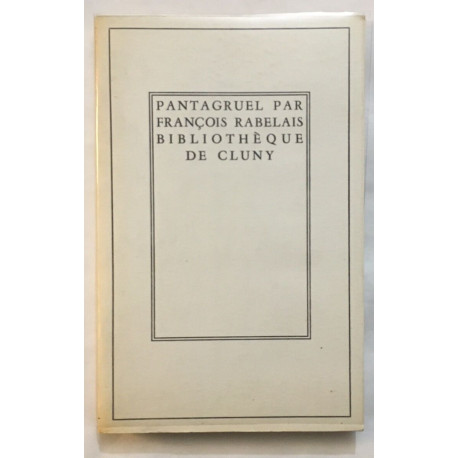 PANTAGRUEL PAR
FRANÇOIS RABELAIS
BIBLIOTHÈQUE
DE CLUNY